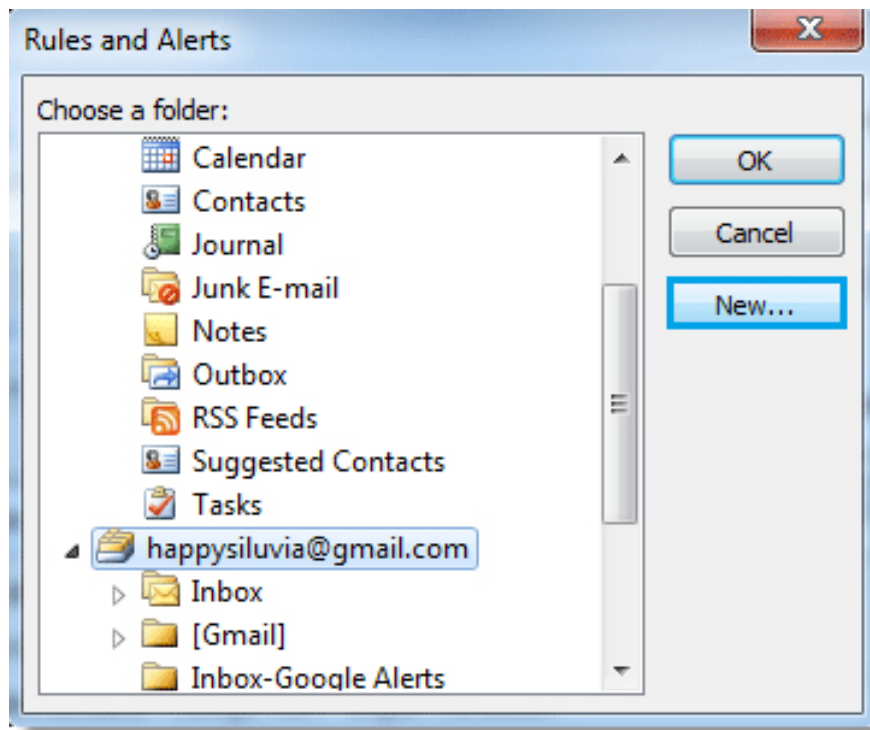 Rules and Alerts
Choose a folder:
Calendar
Contacts
Journal
Junk E-mail
Notes
Outbox
RSS Feeds
Suggested Contacts
Tasks
happysiluvia@gmail.com
Inbox
[Gmail]
Inbox-Google Alerts
OK
Cancel
New...